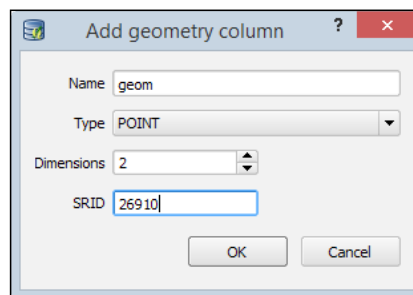 Add geometry column ? ×
Name geom
Type POINT
Dimensions 2
SRID 26910
OK Cancel